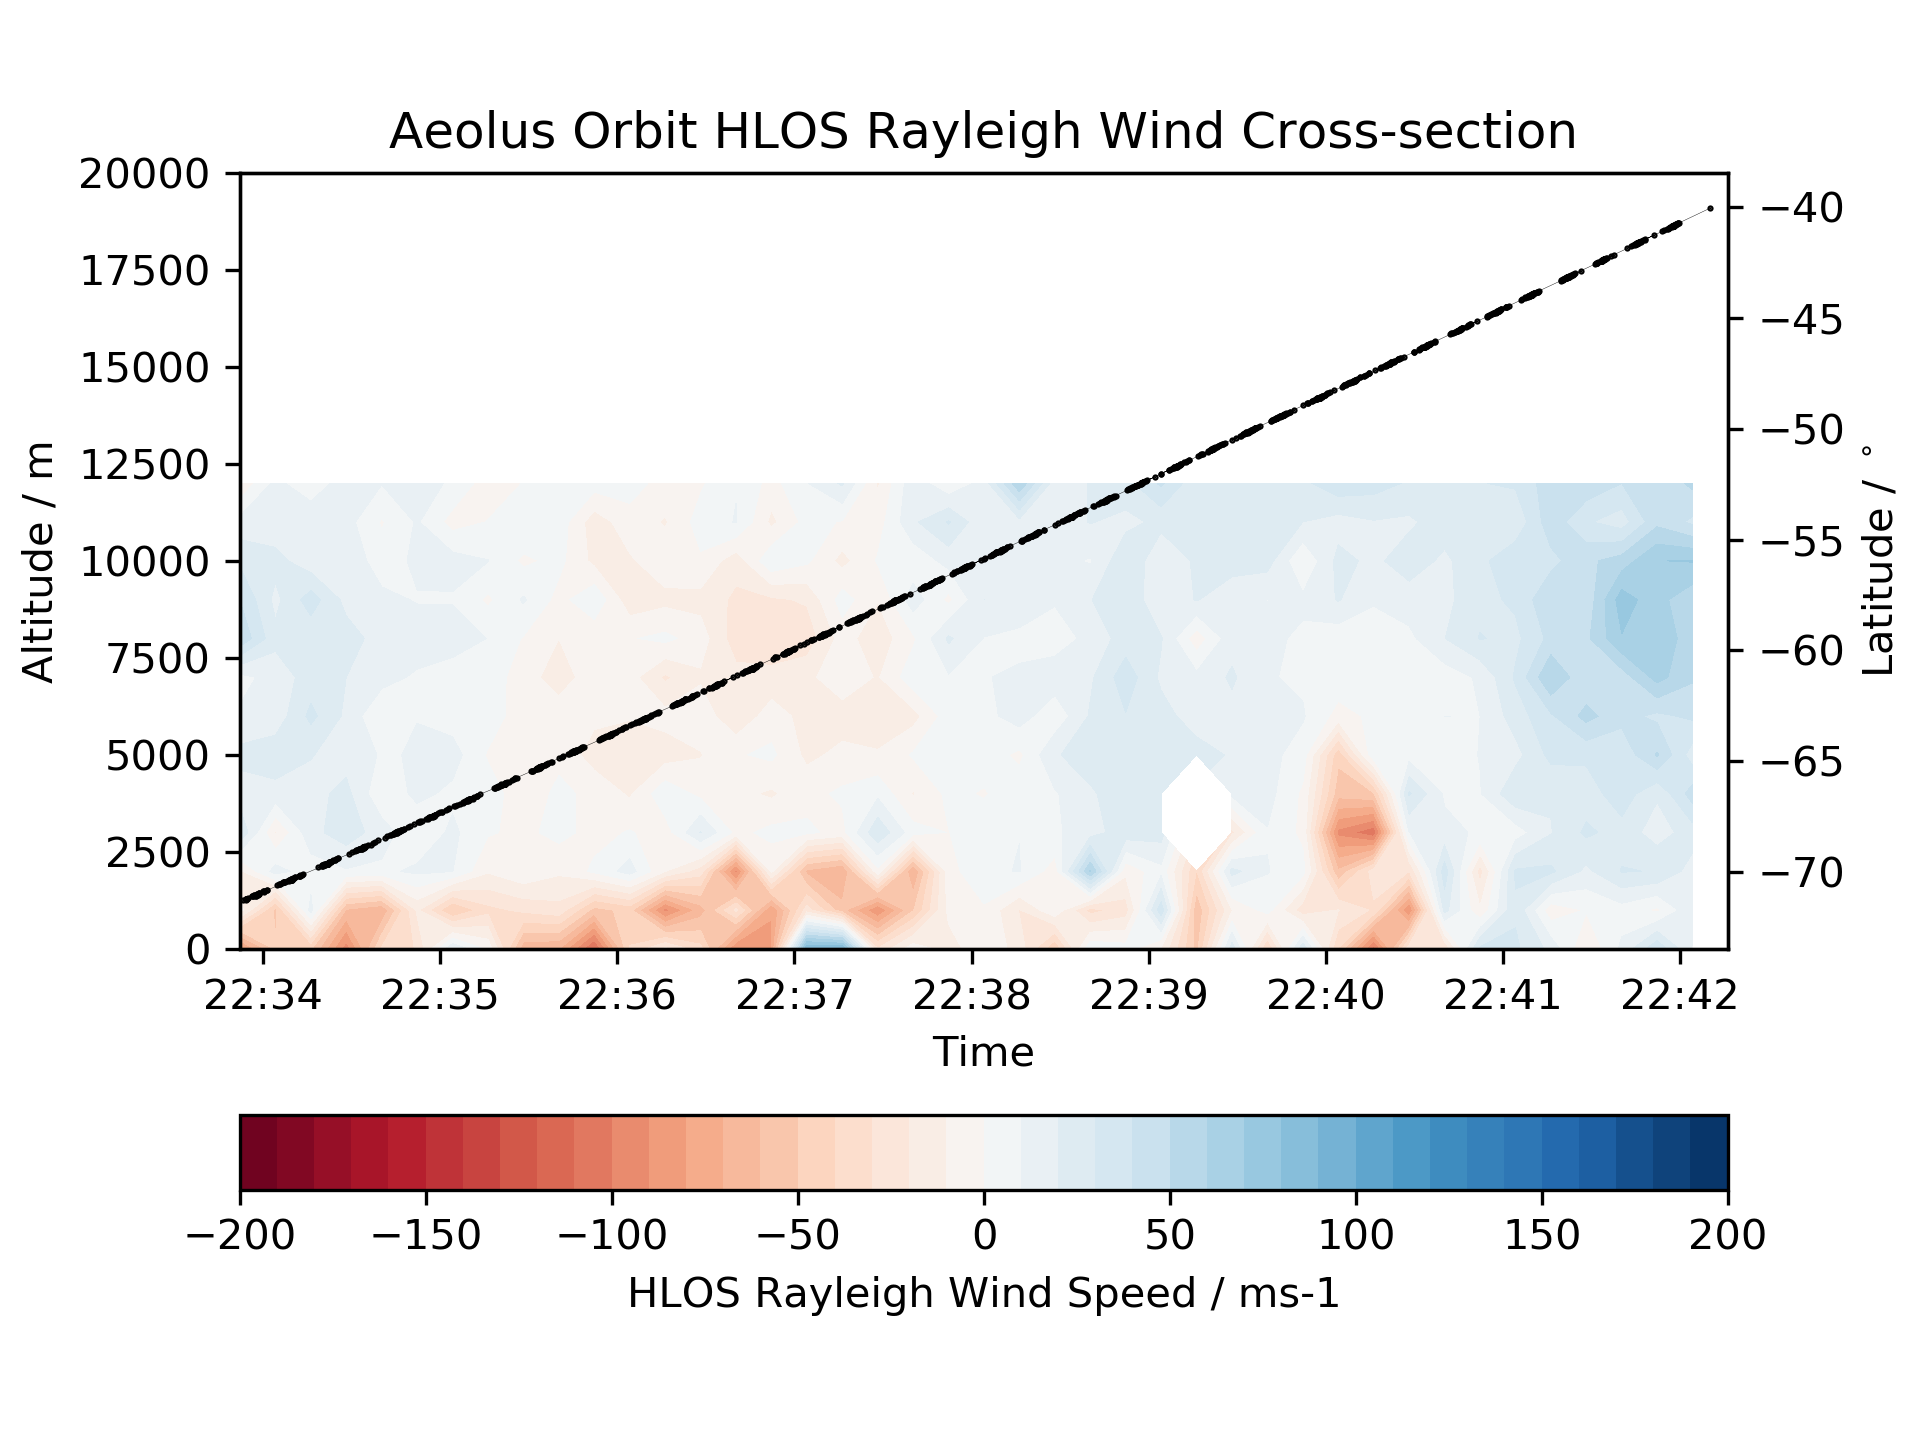 Aeolus Orbit HLOS Rayleigh Wind Cross-section
20000
17500
15000
12500
10000
7500
5000
2500
0
Altitude / m
−40
−45
−50
−55
−60
−65
−70
Latitude / °
22:34 22:35 22:36 22:37 22:38 22:39 22:40 22:41 22:42
Time
−200 −150 −100 −50 0 50 100 150 200
HLOS Rayleigh Wind Speed / ms-1